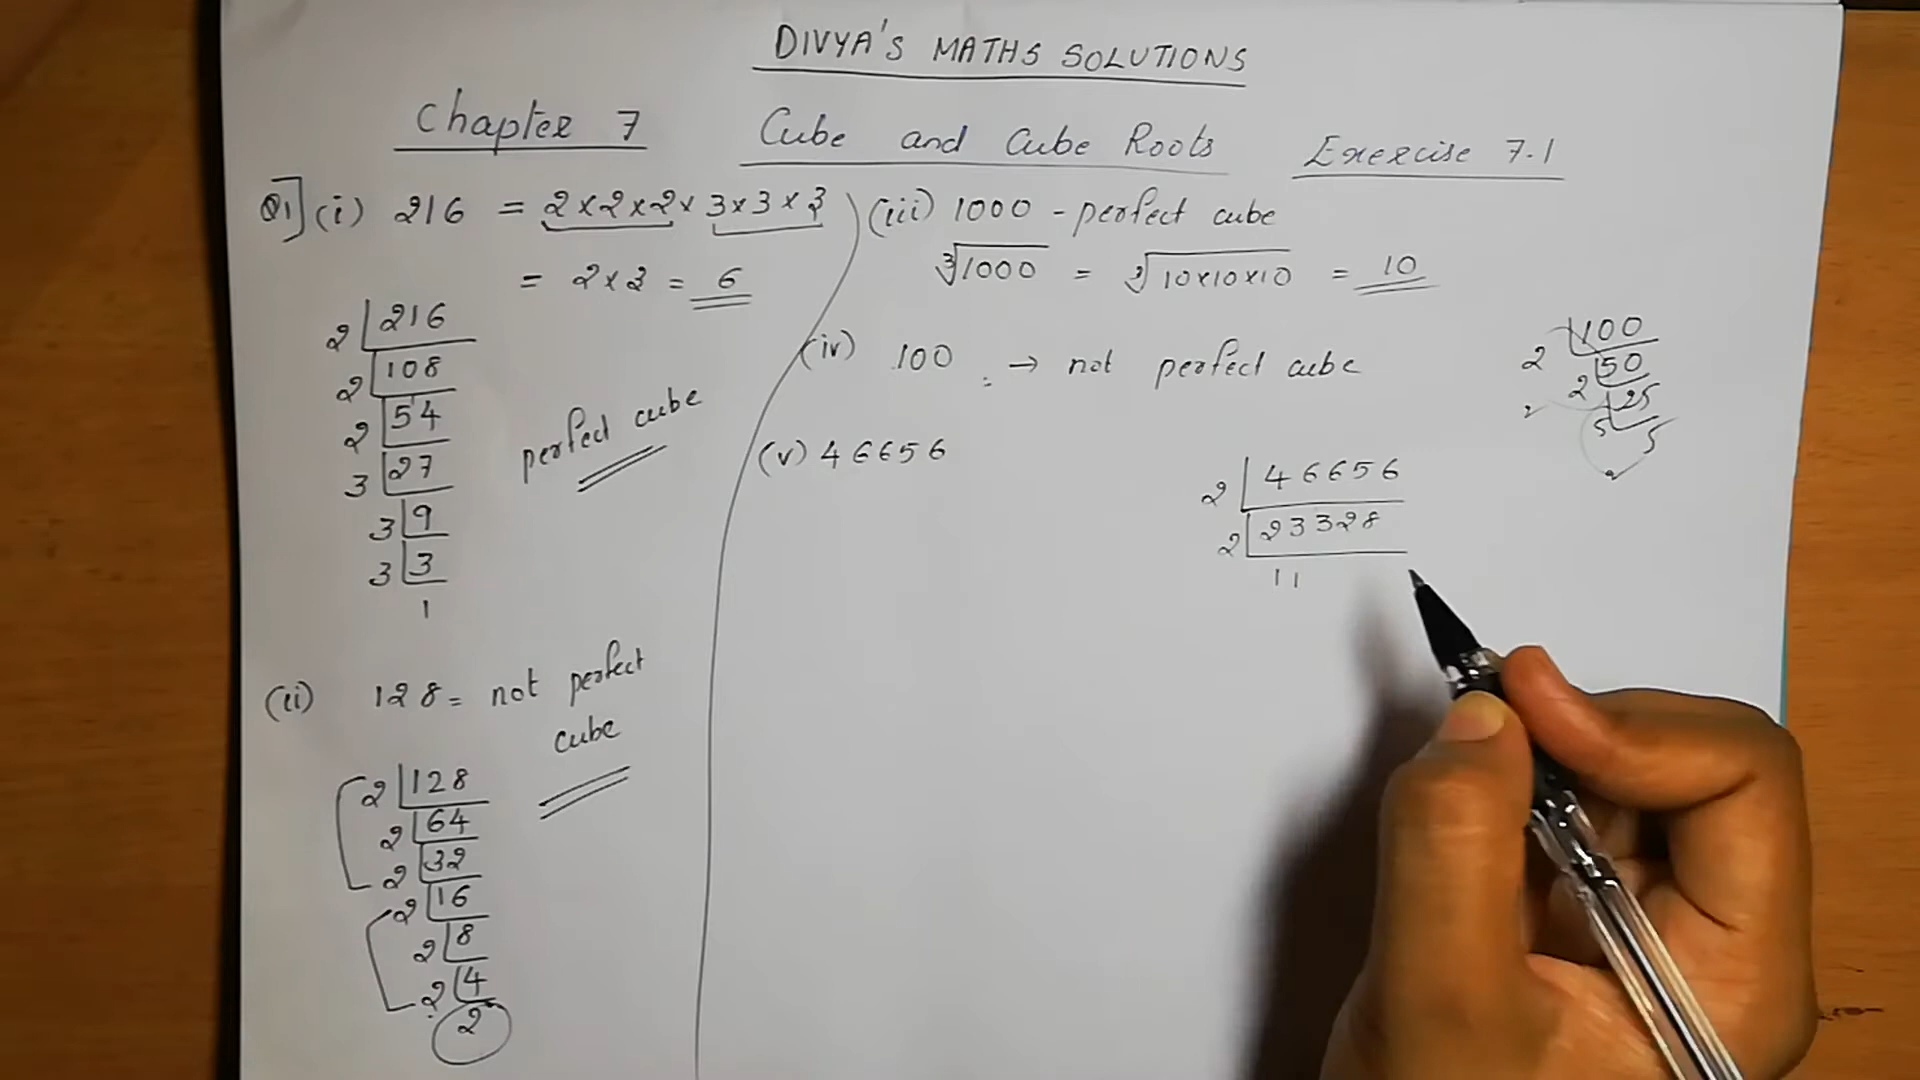 DIVYA'S MATHS SOLUTIONS
Chapter 7 Cube and Cube Roots Exercise 7.1
Q1] (i) 216 = 2×2×2×3×3×3
= 2×3 = 6
2 216
2 108
2 54
3 27
3 9
3 3
1
perfect cube
(ii) 128 = not perfect
cube
2 128
2 64
2 32
2 16
2 8
2 4
2
(iii) 1000 - perfect cube
∛1000 = ∛10×10×10 = 10
(iv) 100 → not perfect cube
100
2 50
2 25
5 5
(v) 46656
2 46656
2 23328
11